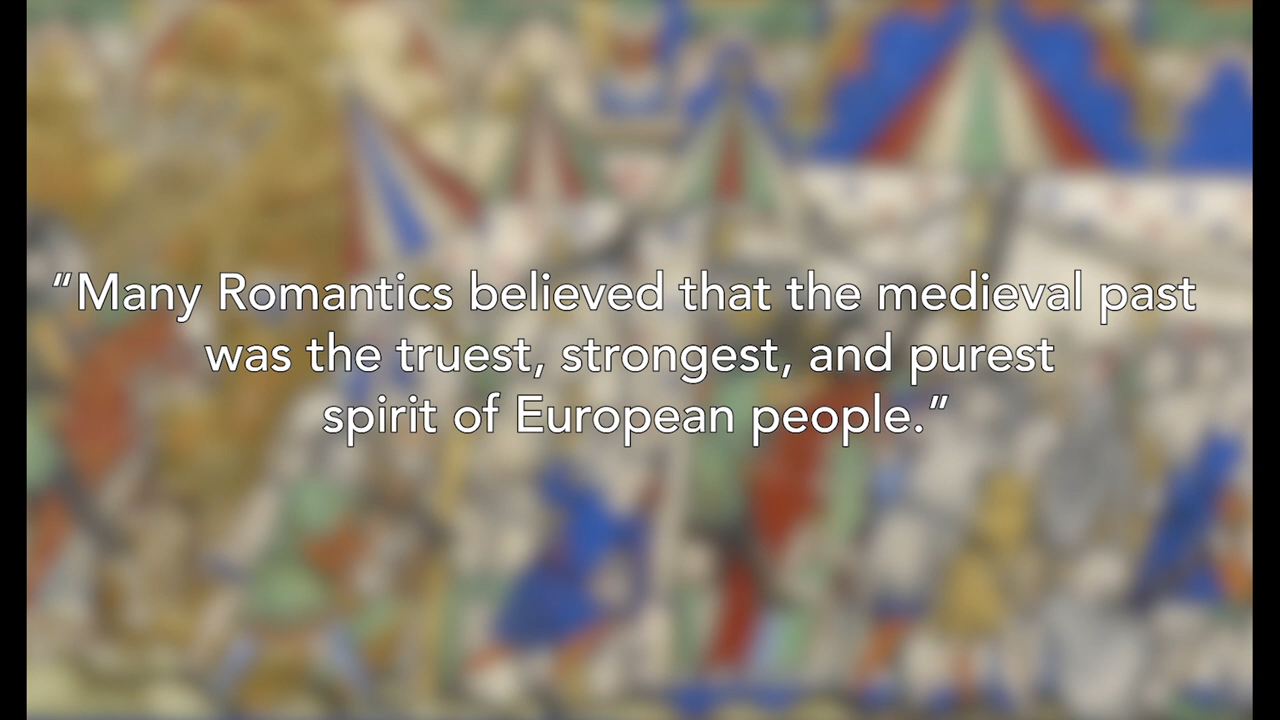 “Many Romantics believed that the medieval past
was the truest, strongest, and purest
spirit of European people.”